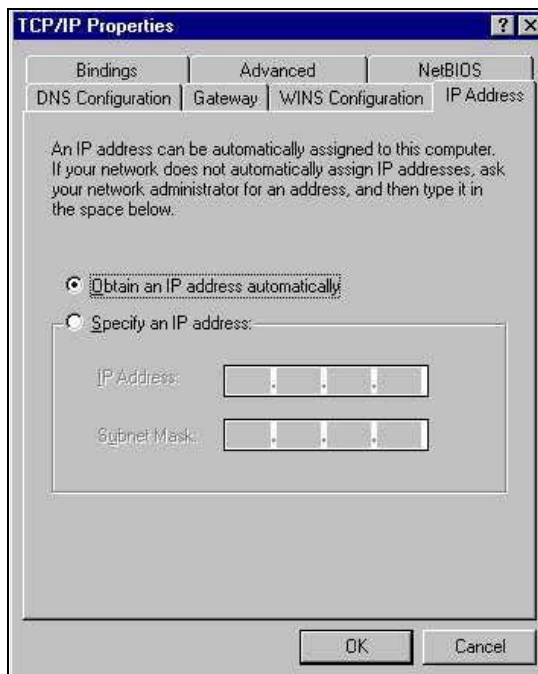 TCP/IP Properties
Bindings
Advanced
NetBIOS
DNS Configuration
Gateway
WINS Configuration
IP Address
An IP address can be automatically assigned to this computer.
If your network does not automatically assign IP addresses, ask
your network administrator for an address, and then type it in
the space below.
Obtain an IP address automatically
Specify an IP address:
IP Address:
Subnet Mask:
OK
Cancel